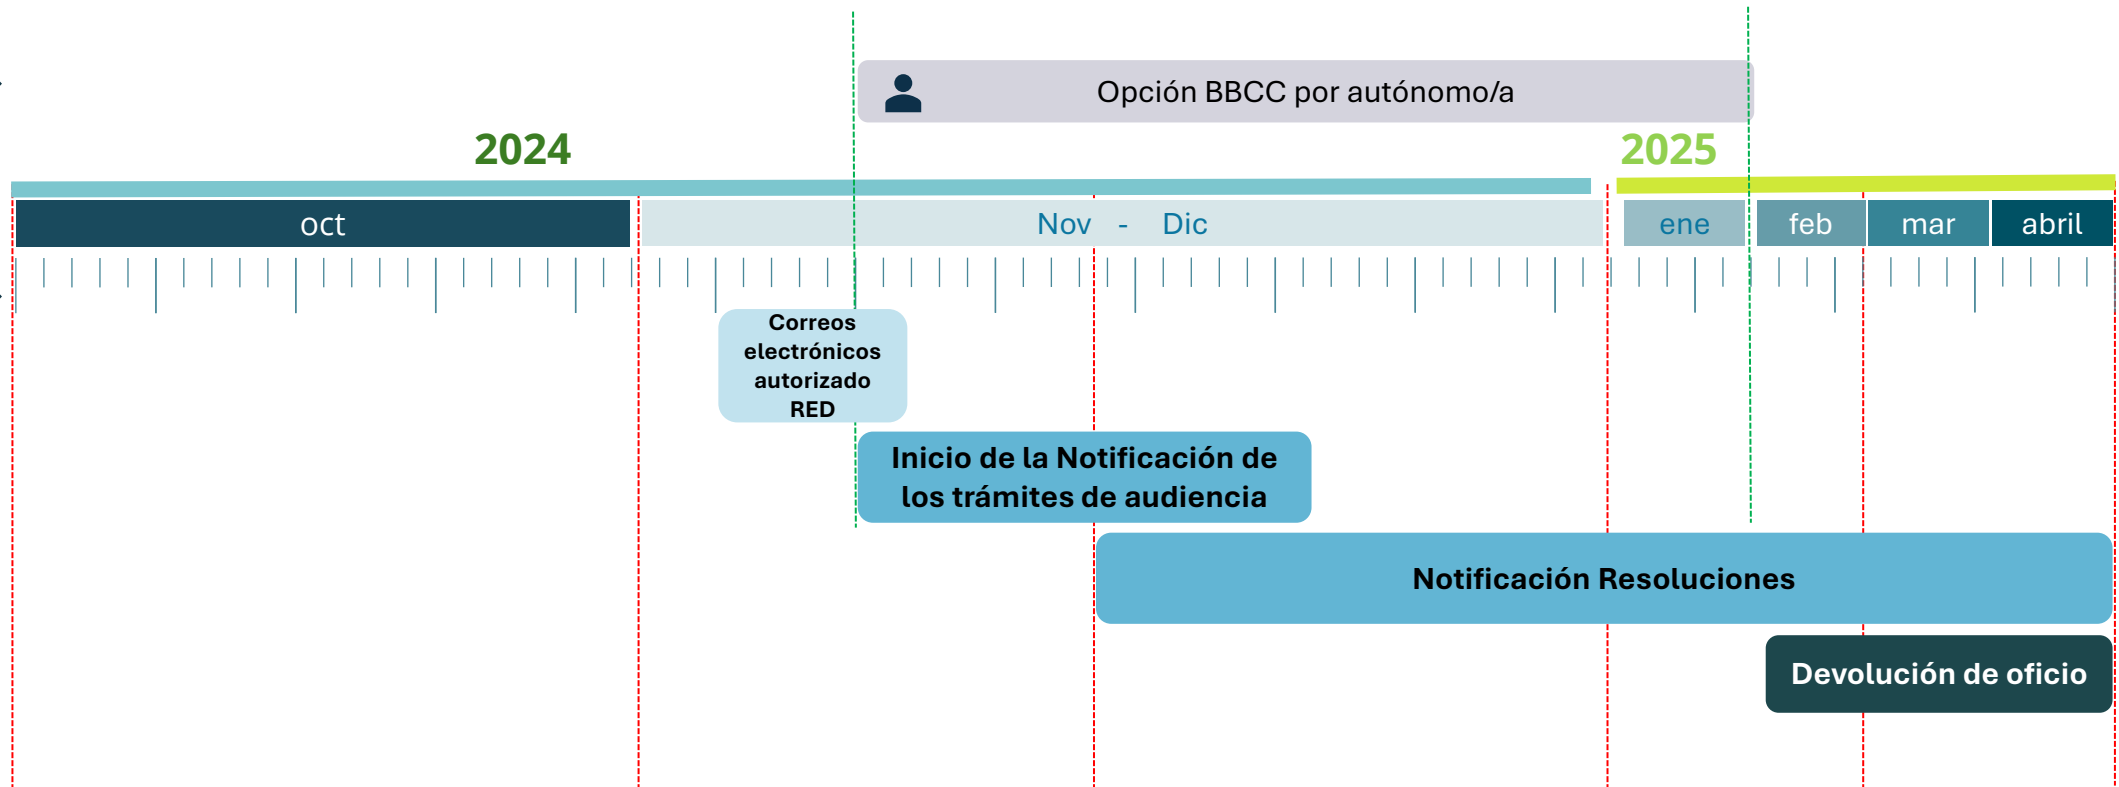 Opción BBCC por autónomo/a
2024
2025
oct
Nov - Dic
ene
feb
mar
abril
Correos
electrónicos
autorizado
RED
Inicio de la Notificación de
los trámites de audiencia
Notificación Resoluciones
Devolución de oficio